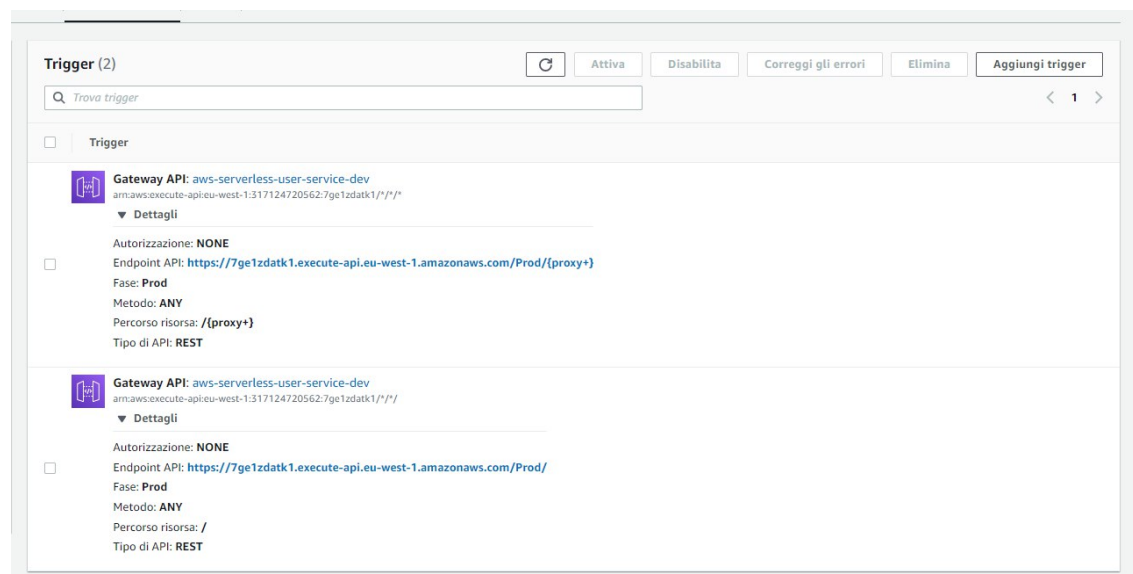 Trigger (2)
Attiva
Disabilita
Correggi gli errori
Elimina
Aggiungi trigger
Trova trigger
1
Trigger
Gateway API: aws-serverless-user-service-dev
arn:aws:execute-api:eu-west-1:317124720562:7ge1zdatk1/*/*/*
Dettagli
Autorizzazione: NONE
Endpoint API: https://7ge1zdatk1.execute-api.eu-west-1.amazonaws.com/Prod/{proxy+}
Fase: Prod
Metodo: ANY
Percorso risorsa: /{proxy+}
Tipo di API: REST
Gateway API: aws-serverless-user-service-dev
arn:aws:execute-api:eu-west-1:317124720562:7ge1zdatk1/*/*/
Dettagli
Autorizzazione: NONE
Endpoint API: https://7ge1zdatk1.execute-api.eu-west-1.amazonaws.com/Prod/
Fase: Prod
Metodo: ANY
Percorso risorsa: /
Tipo di API: REST